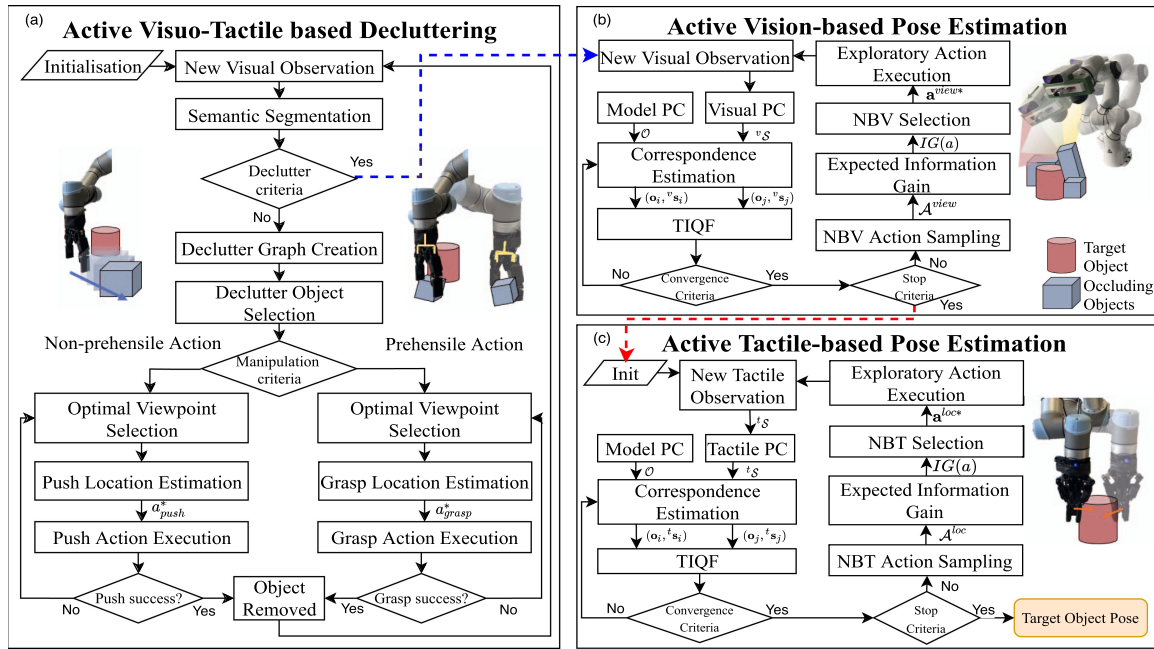 (a)
Active Visuo-Tactile based Decluttering
Initialisation
New Visual Observation
Semantic Segmentation
Declutter
criteria
Yes
No
Declutter Graph Creation
Declutter Object
Selection
Non-prehensile Action
Prehensile Action
Manipulation
criteria
Optimal Viewpoint
Selection
Optimal Viewpoint
Selection
Push Location Estimation
Grasp Location Estimation
a*push
a*grasp
Push Action Execution
Grasp Action Execution
No
Push success?
Yes
Object
Removed
Yes
Grasp success?
No
(b)
Active Vision-based Pose Estimation
New Visual Observation
Exploratory Action
Execution
a^view*
Model PC
Visual PC
NBV Selection
O
ᵛS
IG(a)
Correspondence
Estimation
Expected Information
Gain
(oᵢ, ᵛsᵢ)
(oⱼ, ᵛsⱼ)
A^view
TIQF
NBV Action Sampling
No
Convergence
Criteria
Yes
Stop
Criteria
No
Yes
Target
Object
Occluding
Objects
(c)
Active Tactile-based Pose Estimation
Init
New Tactile
Observation
Exploratory Action
Execution
ᵗS
a^loc*
Model PC
Tactile PC
NBT Selection
O
ᵗS
IG(a)
Correspondence
Estimation
Expected Information
Gain
(oᵢ, ᵗsᵢ)
(oⱼ, ᵗsⱼ)
A^loc
TIQF
NBT Action Sampling
No
Convergence
Criteria
Yes
Stop
Criteria
No
Yes
Target Object Pose